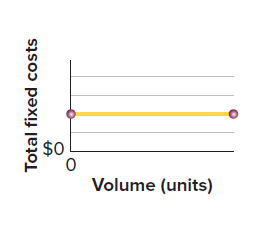 Total fixed costs
$0
0
Volume (units)